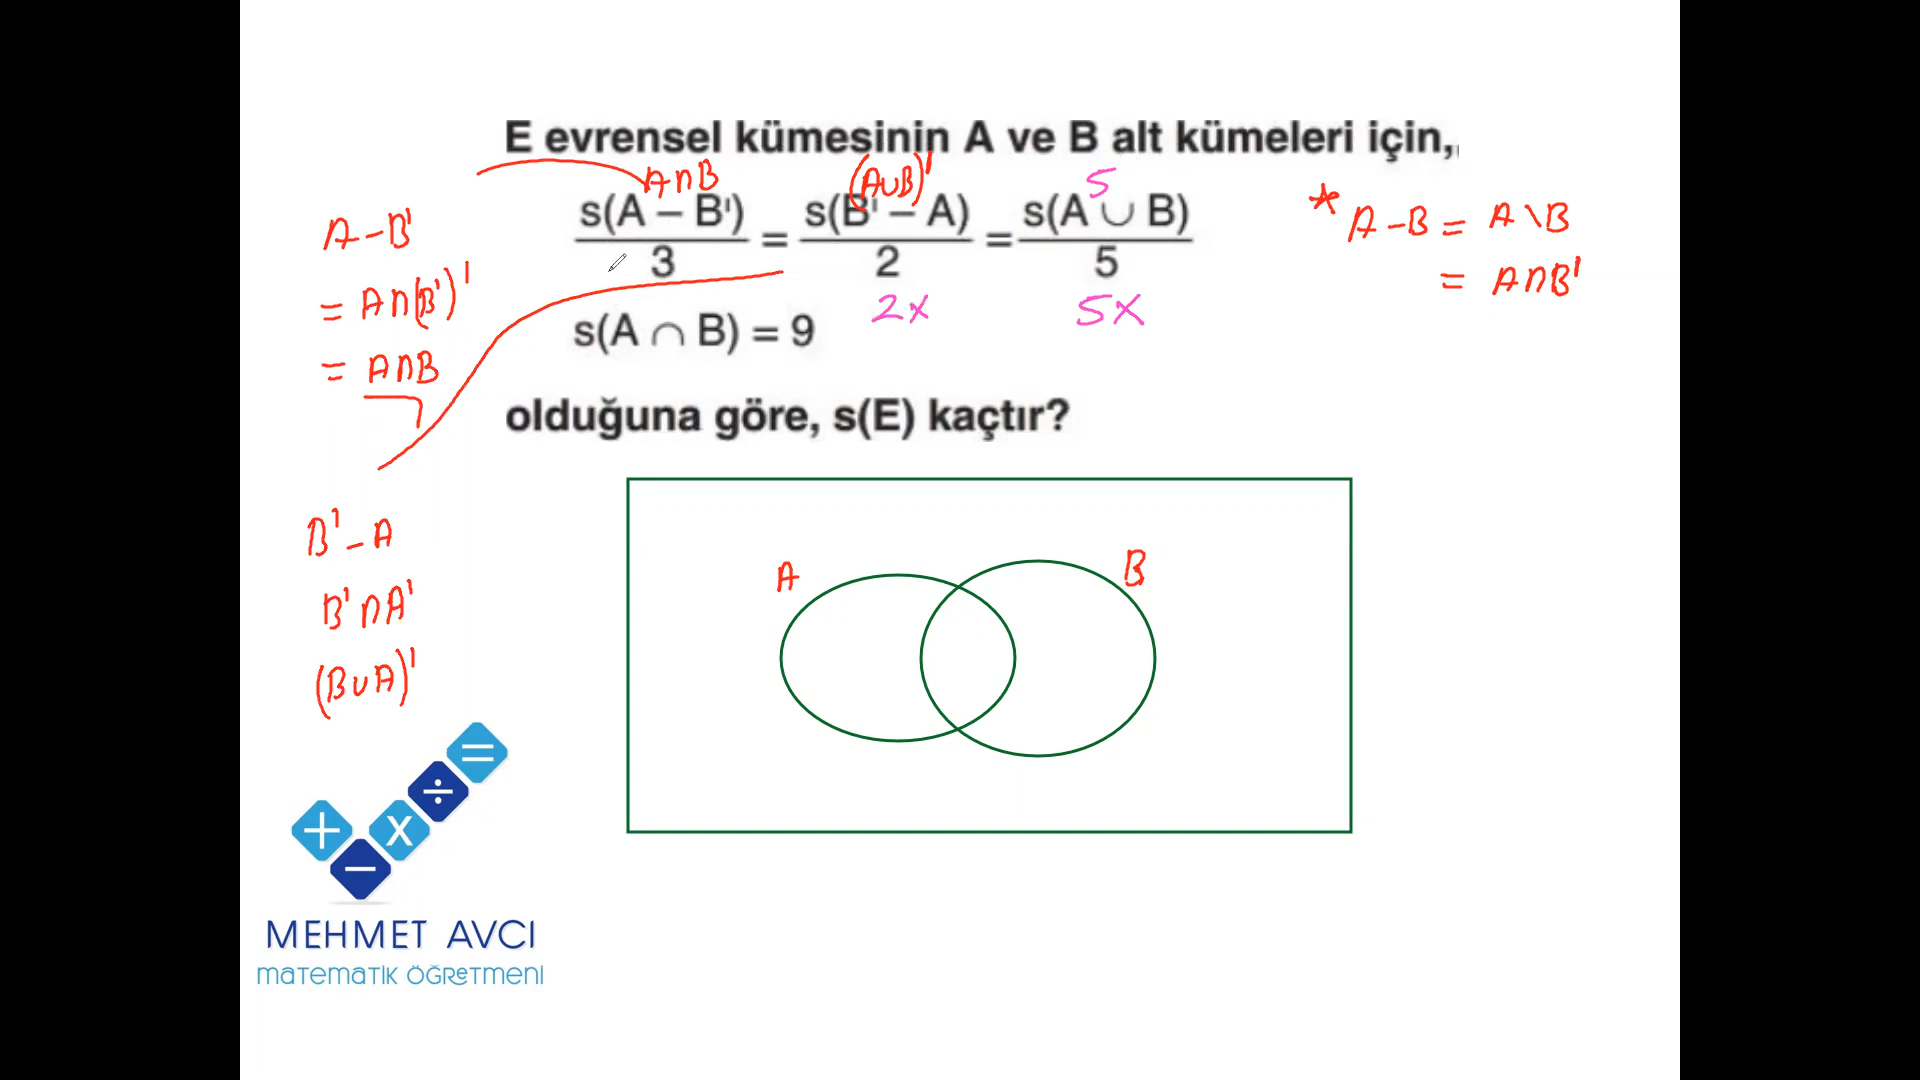 E evrensel kümesinin A ve B alt kümeleri için,
A∩B (A∪B)' 5
s(A − B')/3 = s(B' − A)/2 = s(A ∪ B)/5
2x 5x
s(A ∩ B) = 9
olduğuna göre, s(E) kaçtır?
* A-B = A\B
= A∩B'
A-B'
= A∩(B')'
= A∩B
B'-A
B'∩A'
(B∪A)'
A B
+ − x ÷ =
MEHMET AVCI
matematik ÖĞRetmeni